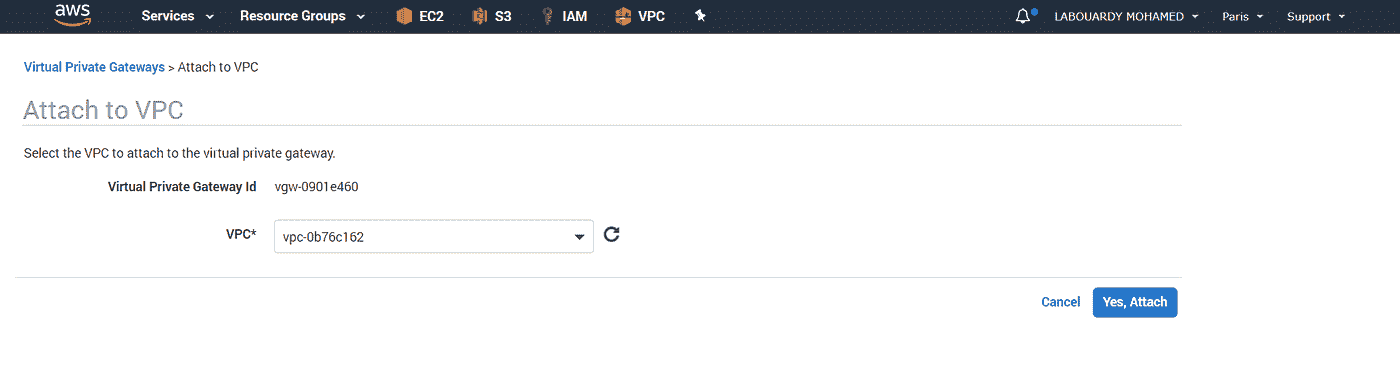 aws Services Resource Groups EC2 S3 IAM VPC LABOUARDY MOHAMED Paris Support
Virtual Private Gateways > Attach to VPC
Attach to VPC
Select the VPC to attach to the virtual private gateway.
Virtual Private Gateway Id vgw-0901e460
VPC* vpc-0b76c162
Cancel Yes, Attach